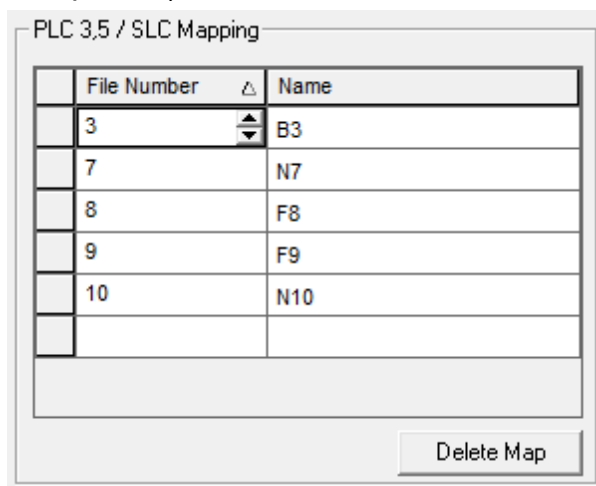 PLC 3,5 / SLC Mapping
File Number Name
3 B3
7 N7
8 F8
9 F9
10 N10
Delete Map